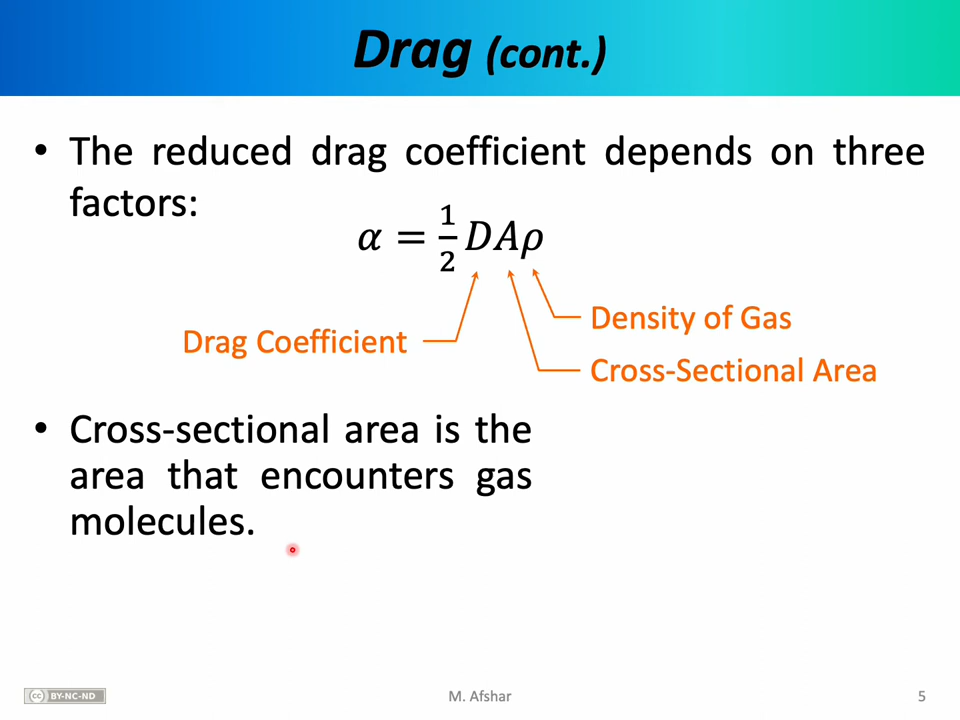 Drag (cont.)
• The reduced drag coefficient depends on three
factors:
α = 1/2 DAρ
Density of Gas
Drag Coefficient
Cross-Sectional Area
• Cross-sectional area is the
area that encounters gas
molecules.
cc BY-NC-ND
M. Afshar
5